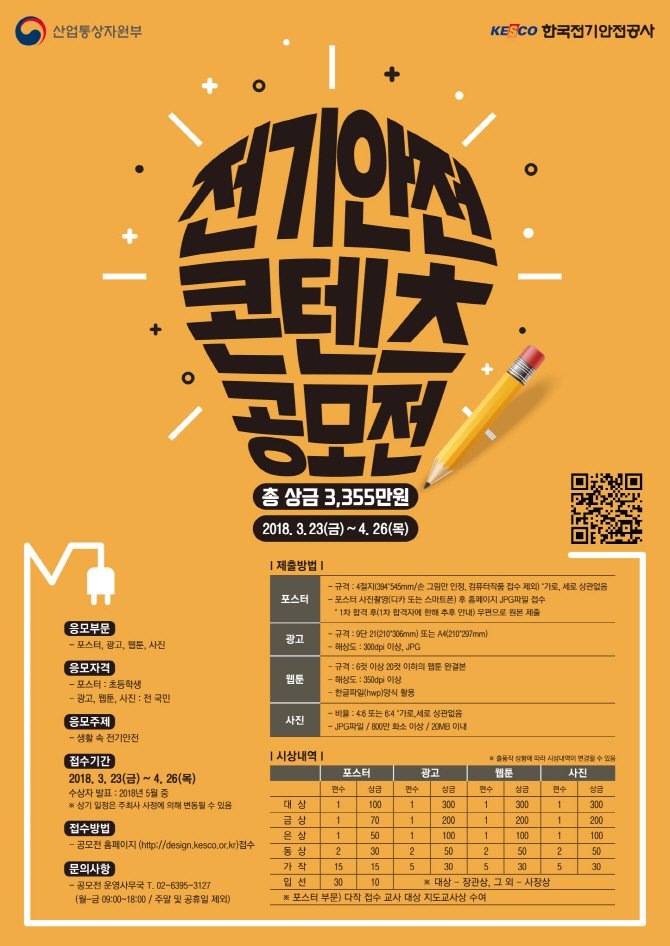 산업통상자원부
KESCO 한국전기안전공사
전기안전
콘텐츠
공모전
총 상금 3,355만원
2018. 3. 23(금) ~ 4. 26(목)
응모부문
- 포스터, 광고, 웹툰, 사진
응모자격
- 포스터 : 초등학생
- 광고, 웹툰, 사진 : 전 국민
응모주제
- 생활 속 전기안전
접수기간
2018. 3. 23(금) ~ 4. 26(목)
수상자 발표 : 2018년 5월 중
※ 상기 일정은 주최사 사정에 의해 변동될 수 있음
접수방법
- 공모전 홈페이지 (http://design.kesco.or.kr)접수
문의사항
- 공모전 운영사무국 T. 02-6395-3127
(월~금 09:00~18:00 / 주말 및 공휴일 제외)
| 제출방법 |
포스터
- 규격 : 4절지(394*545mm/손 그림만 인정, 컴퓨터작품 접수 제외) *가로, 세로 상관없음
- 포스터 사진촬영(디카 또는 스마트폰) 후 홈페이지 JPG파일 접수
* 1차 합격 후(1차 합격자에 한해 추후 안내) 우편으로 원본 제출
광고
- 규격 : 9단 21(210*306mm) 또는 A4(210*297mm)
- 해상도 : 300dpi 이상, JPG
웹툰
- 규격 : 6컷 이상 20컷 이하의 웹툰 완결본
- 해상도 : 350dpi 이상
- 한글파일(hwp)양식 활용
사진
- 비율 : 4:6 또는 6:4 *가로,세로 상관없음
- JPG파일 / 800만 화소 이상 / 20MB 이내
| 시상내역 |
※ 출품작 상황에 따라 시상내역이 변경될 수 있음
포스터 광고 웹툰 사진
편수 상금 편수 상금 편수 상금 편수 상금
대 상 1 100 1 300 1 300 1 300
금 상 1 70 1 200 1 200 1 200
은 상 1 50 1 100 1 100 1 100
동 상 2 30 2 50 2 50 2 50
가 작 15 15 5 30 5 30 5 30
입 선 30 10 ※ 대상 - 장관상, 그 외 - 사장상
※ 포스터 부문) 다작 접수 교사 대상 지도교사상 수여